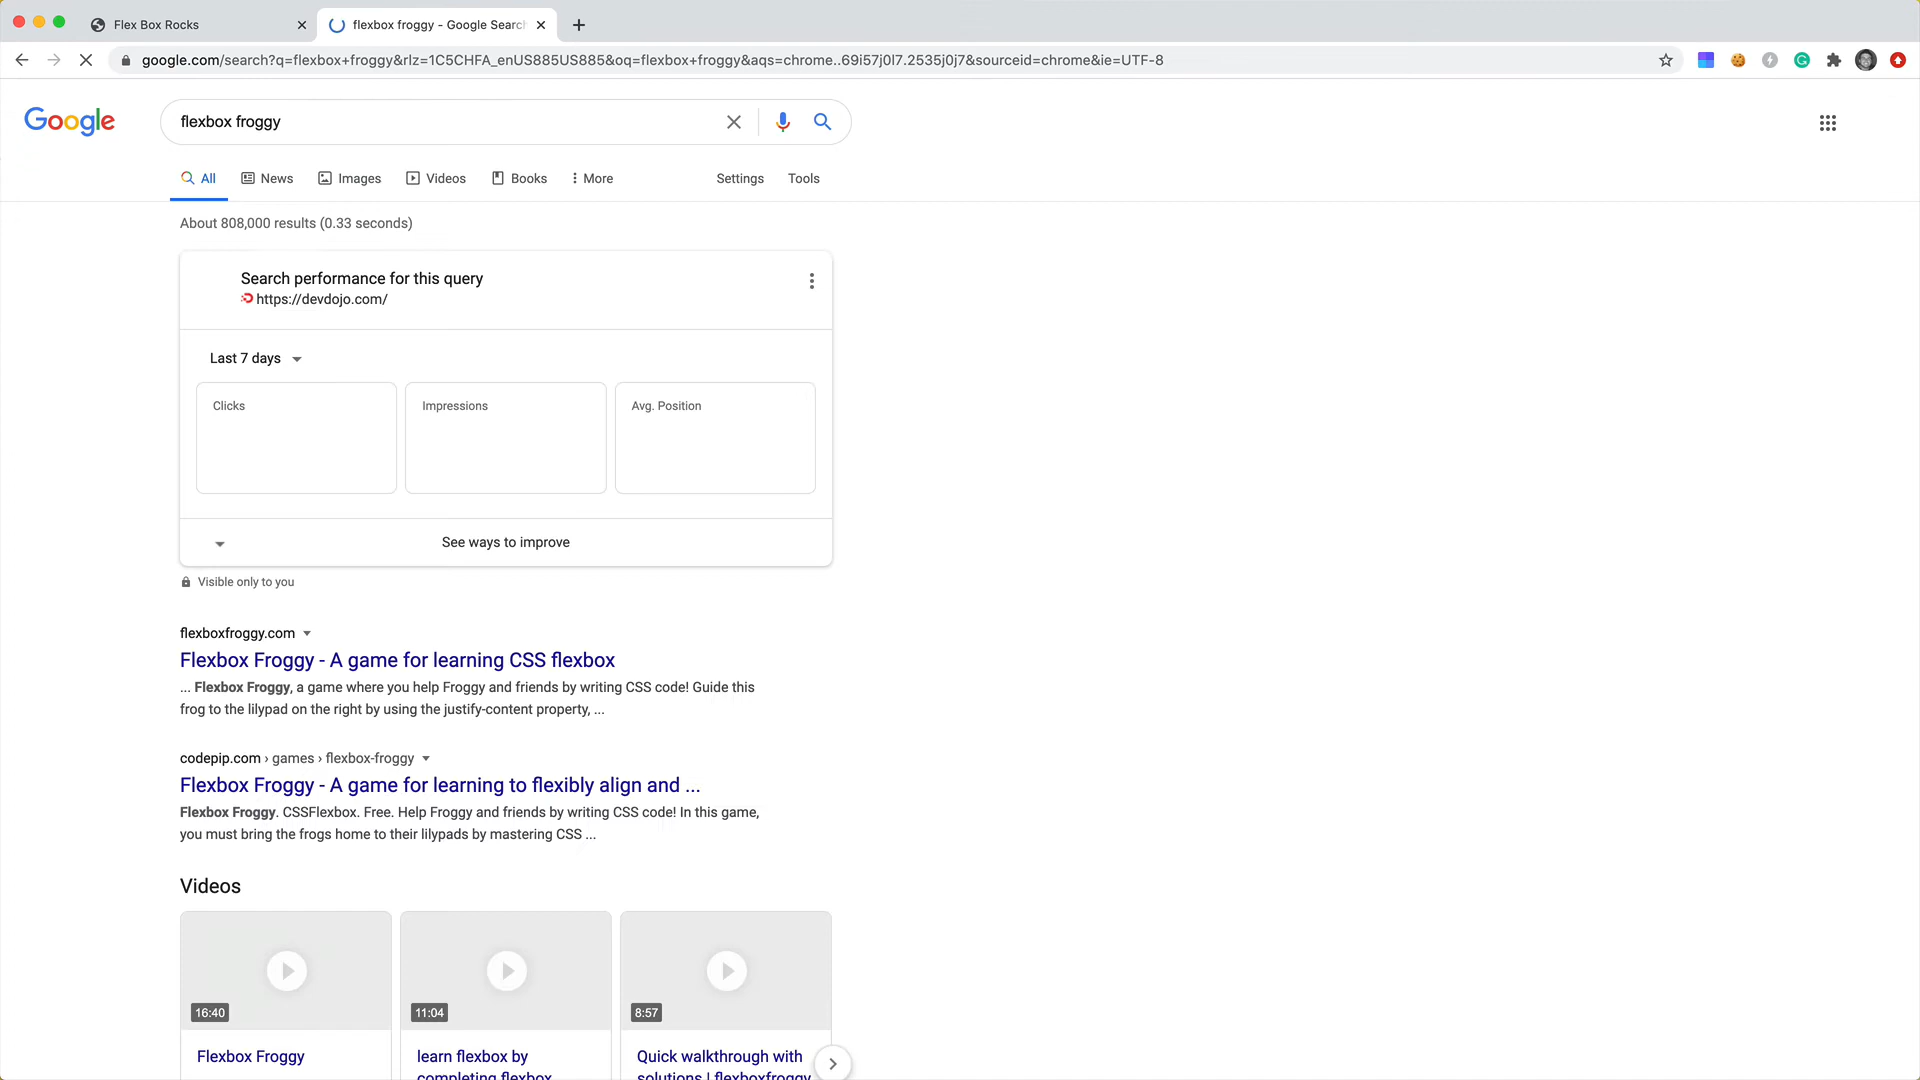 Flex Box Rocks
flexbox froggy - Google Search
google.com/search?q=flexbox+froggy&rlz=1C5CHFA_enUS885US885&oq=flexbox+froggy&aqs=chrome..69i57j0l7.2535j0j7&sourceid=chrome&ie=UTF-8
Google
flexbox froggy
All
News
Images
Videos
Books
More
Settings
Tools
About 808,000 results (0.33 seconds)
Search performance for this query
https://devdojo.com/
Last 7 days
Clicks
Impressions
Avg. Position
See ways to improve
Visible only to you
flexboxfroggy.com
Flexbox Froggy - A game for learning CSS flexbox
... Flexbox Froggy, a game where you help Froggy and friends by writing CSS code! Guide this
frog to the lilypad on the right by using the justify-content property, ...
codepip.com › games › flexbox-froggy
Flexbox Froggy - A game for learning to flexibly align and ...
Flexbox Froggy. CSSFlexbox. Free. Help Froggy and friends by writing CSS code! In this game,
you must bring the frogs home to their lilypads by mastering CSS ...
Videos
16:40
11:04
8:57
Flexbox Froggy
learn flexbox by
completing flexbox
Quick walkthrough with
solutions | flexboxfroggy